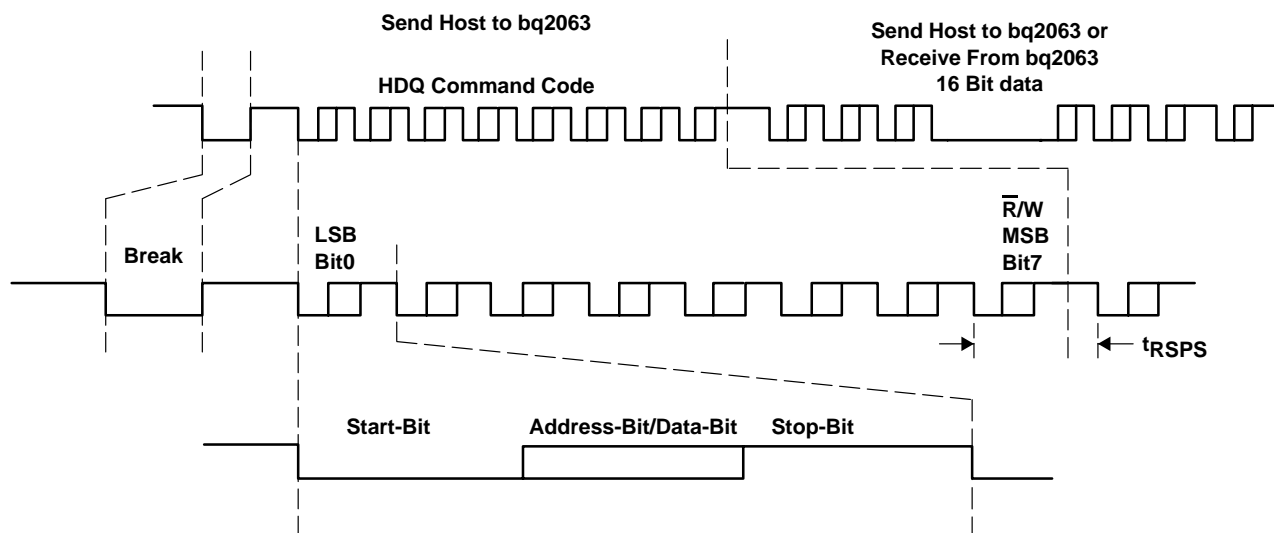 Send Host to bq2063
Send Host to bq2063 or
Receive From bq2063
16 Bit data
HDQ Command Code
Break
LSB
Bit0
R̅/W
MSB
Bit7
tRSPS
Start-Bit
Address-Bit/Data-Bit
Stop-Bit